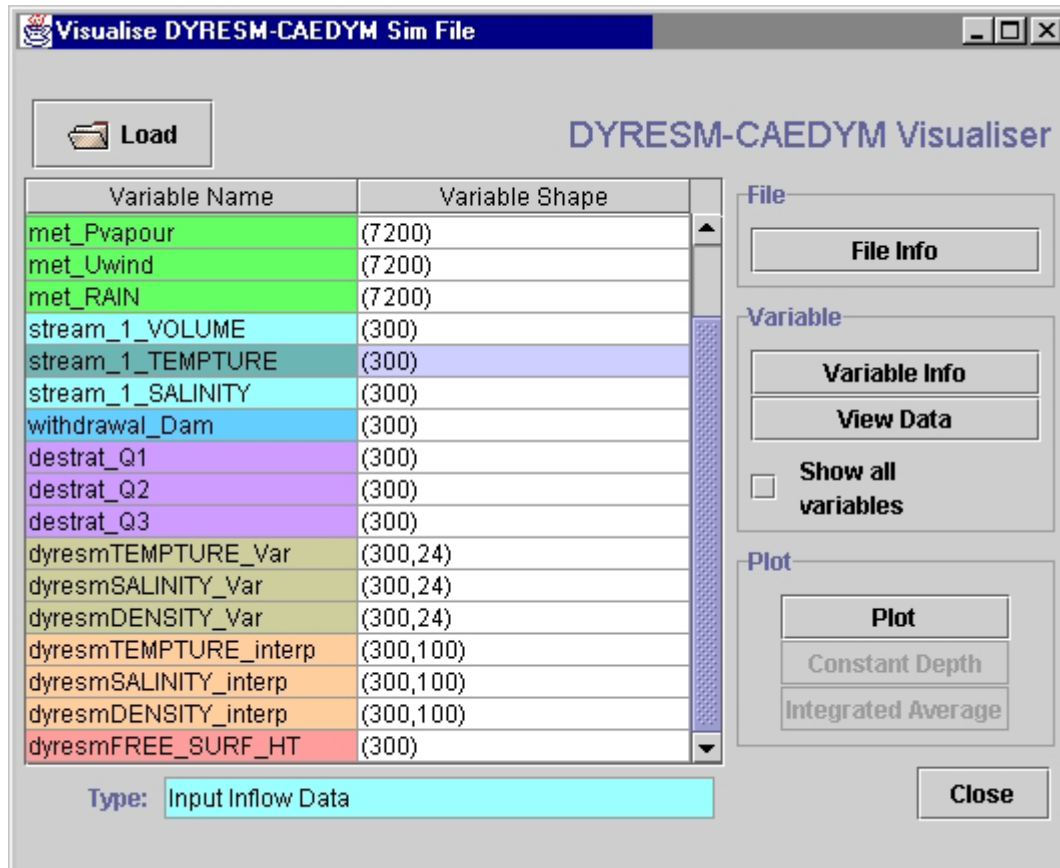 Visualise DYRESM-CAEDYM Sim File
Load
DYRESM-CAEDYM Visualiser
Variable Name Variable Shape
met_Pvapour (7200)
met_Uwind (7200)
met_RAIN (7200)
stream_1_VOLUME (300)
stream_1_TEMPTURE (300)
stream_1_SALINITY (300)
withdrawal_Dam (300)
destrat_Q1 (300)
destrat_Q2 (300)
destrat_Q3 (300)
dyresmTEMPTURE_Var (300,24)
dyresmSALINITY_Var (300,24)
dyresmDENSITY_Var (300,24)
dyresmTEMPTURE_interp (300,100)
dyresmSALINITY_interp (300,100)
dyresmDENSITY_interp (300,100)
dyresmFREE_SURF_HT (300)
File
File Info
Variable
Variable Info
View Data
Show all
variables
Plot
Plot
Constant Depth
Integrated Average
Type: Input Inflow Data
Close